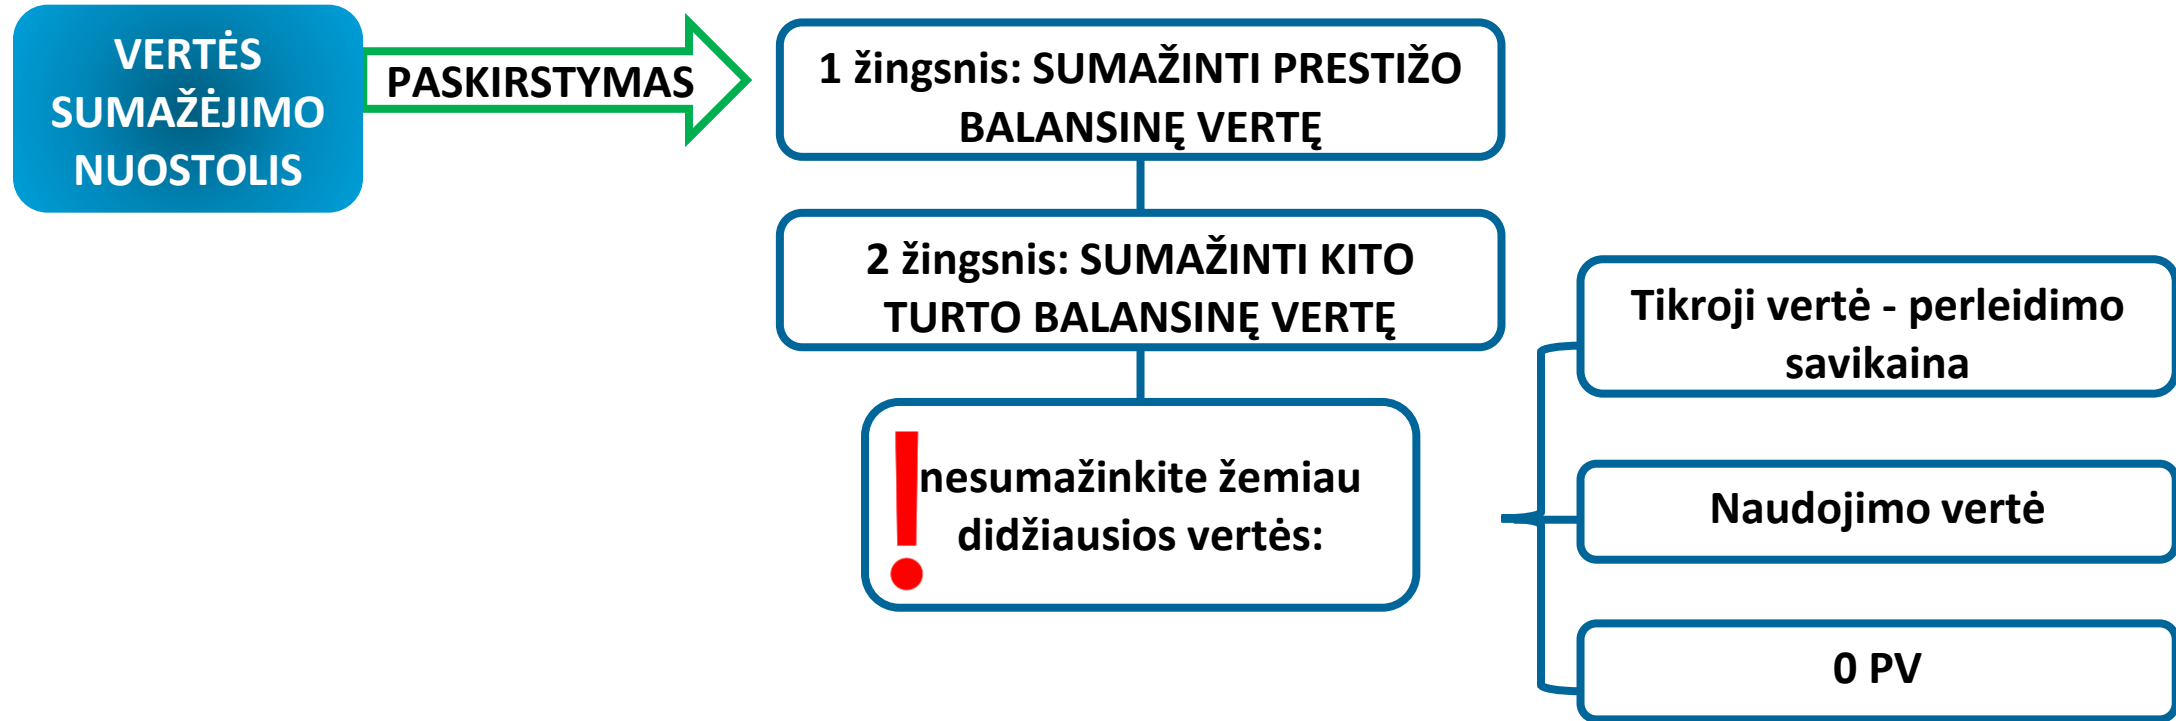 VERTĖS
SUMAŽĖJIMO
NUOSTOLIS
PASKIRSTYMAS
1 žingsnis: SUMAŽINTI PRESTIŽO
BALANSINĘ VERTĘ
2 žingsnis: SUMAŽINTI KITO
TURTO BALANSINĘ VERTĘ
! nesumažinkite žemiau
didžiausios vertės:
Tikroji vertė - perleidimo
savikaina
Naudojimo vertė
0 PV